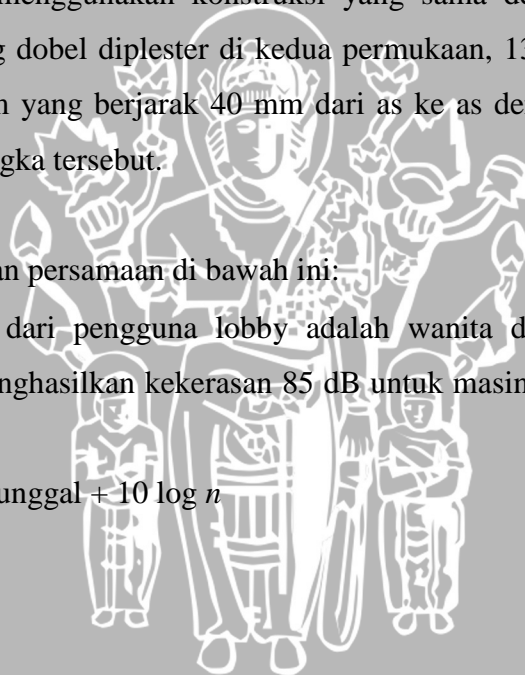 menggunakan konstruksi yang sama de
g dobel diplester di kedua permukaan, 13
n yang berjarak 40 mm dari as ke as de
gka tersebut.
an persamaan di bawah ini:
dari pengguna lobby adalah wanita d
nghasilkan kekerasan 85 dB untuk masin
unggal + 10 log n